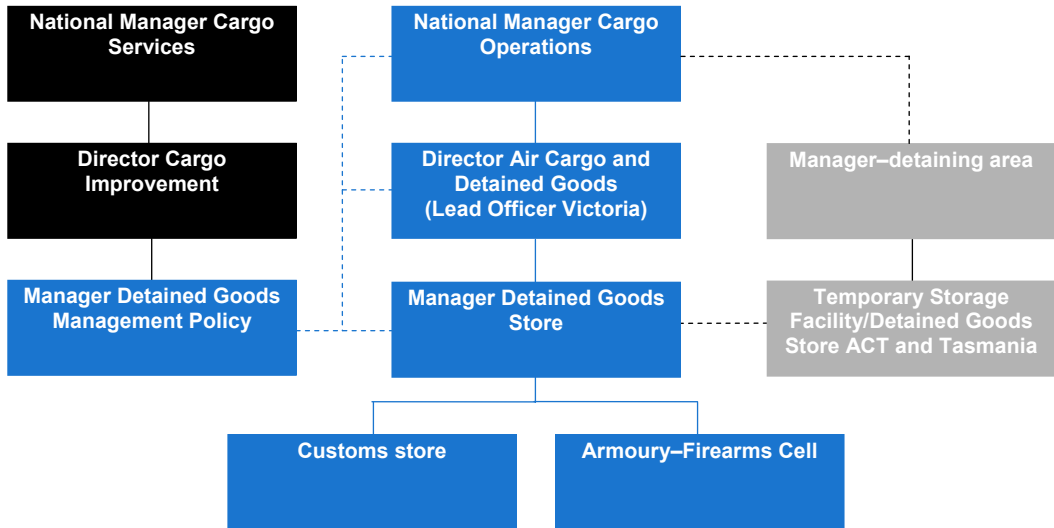 National Manager Cargo
Services
National Manager Cargo
Operations
Director Cargo
Improvement
Director Air Cargo and
Detained Goods
(Lead Officer Victoria)
Manager–detaining area
Manager Detained Goods
Management Policy
Manager Detained Goods
Store
Temporary Storage
Facility/Detained Goods
Store ACT and Tasmania
Customs store
Armoury–Firearms Cell